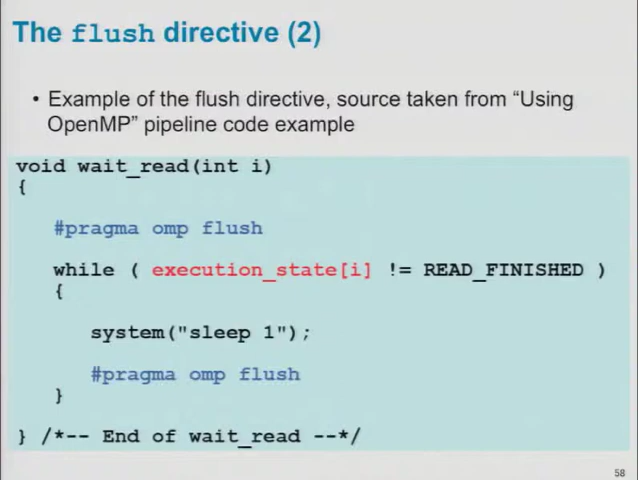 The flush directive (2)
• Example of the flush directive, source taken from “Using
OpenMP” pipeline code example
void wait_read(int i)
{
#pragma omp flush
while ( execution_state[i] != READ_FINISHED )
{
system("sleep 1");
#pragma omp flush
}
} /*-- End of wait_read --*/
58